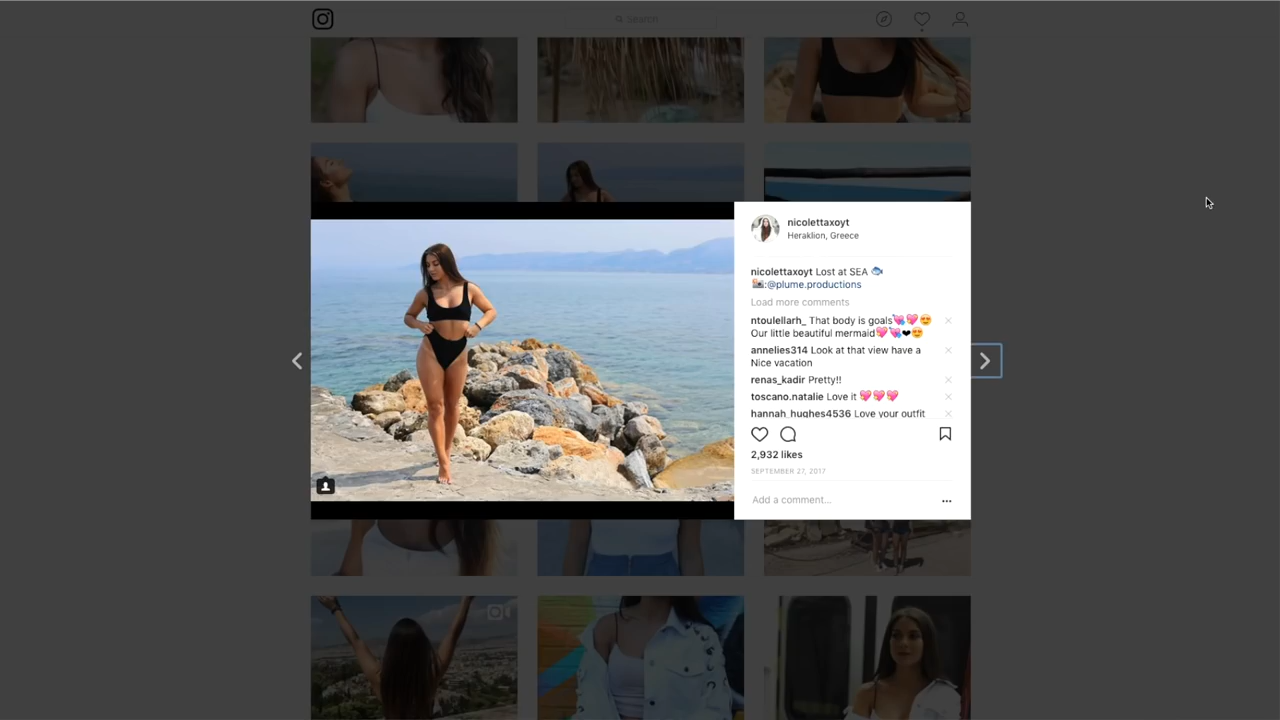 Search
nicolettaxoyt
Heraklion, Greece
nicolettaxoyt Lost at SEA 🐟
📸:@plume.productions
Load more comments
ntoulellarh_ That body is goals💘💖😍
Our little beautiful mermaid💖💘❤😍
annelies314 Look at that view have a
Nice vacation
renas_kadir Pretty!!
toscano.natalie Love it 💖💖💖
hannah_hughes4536 Love your outfit
2,932 likes
SEPTEMBER 27, 2017
Add a comment...